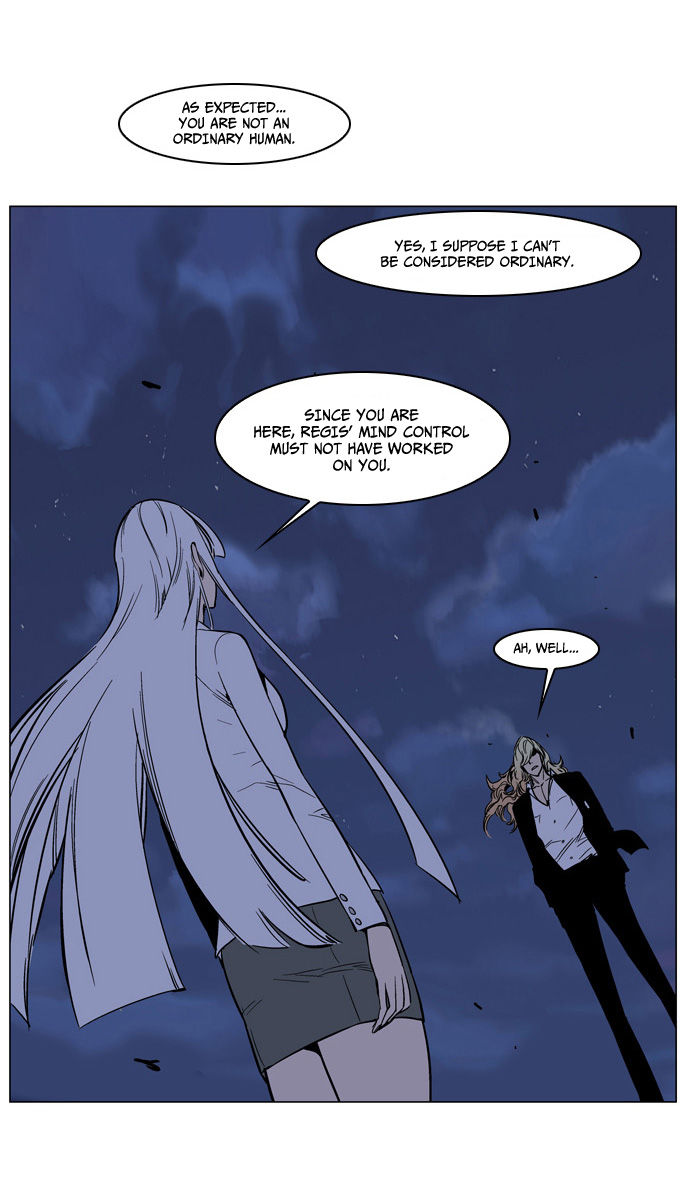 AS EXPECTED...
YOU ARE NOT AN
ORDINARY HUMAN.
YES, I SUPPOSE I CAN'T
BE CONSIDERED ORDINARY.
SINCE YOU ARE
HERE, REGIS' MIND CONTROL
MUST NOT HAVE WORKED
ON YOU.
AH, WELL...